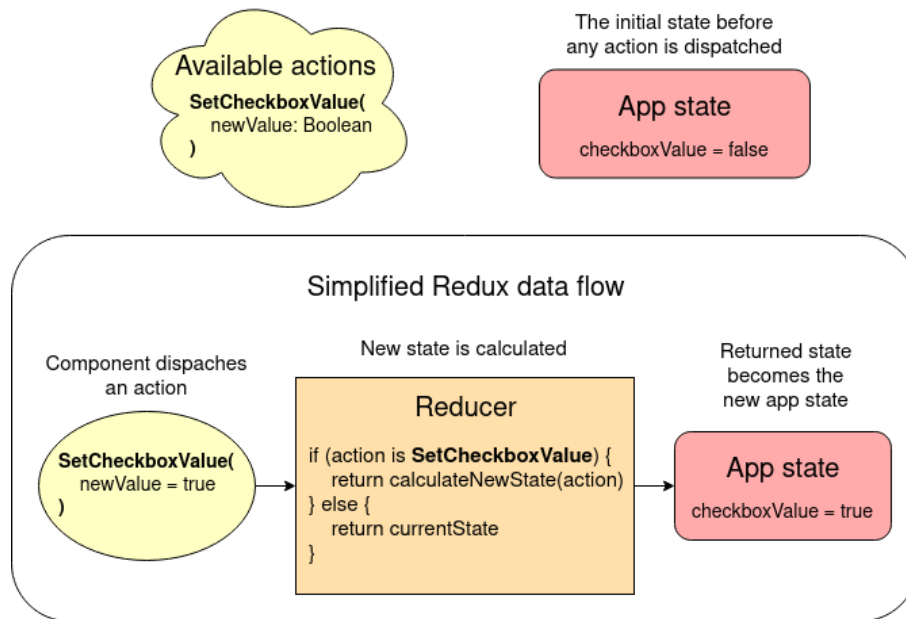 Available actions
SetCheckboxValue(
newValue: Boolean
)
The initial state before
any action is dispatched
App state
checkboxValue = false
Simplified Redux data flow
Component dispaches
an action
SetCheckboxValue(
newValue = true
)
New state is calculated
Reducer
if (action is SetCheckboxValue) {
return calculateNewState(action)
} else {
return currentState
}
Returned state
becomes the
new app state
App state
checkboxValue = true